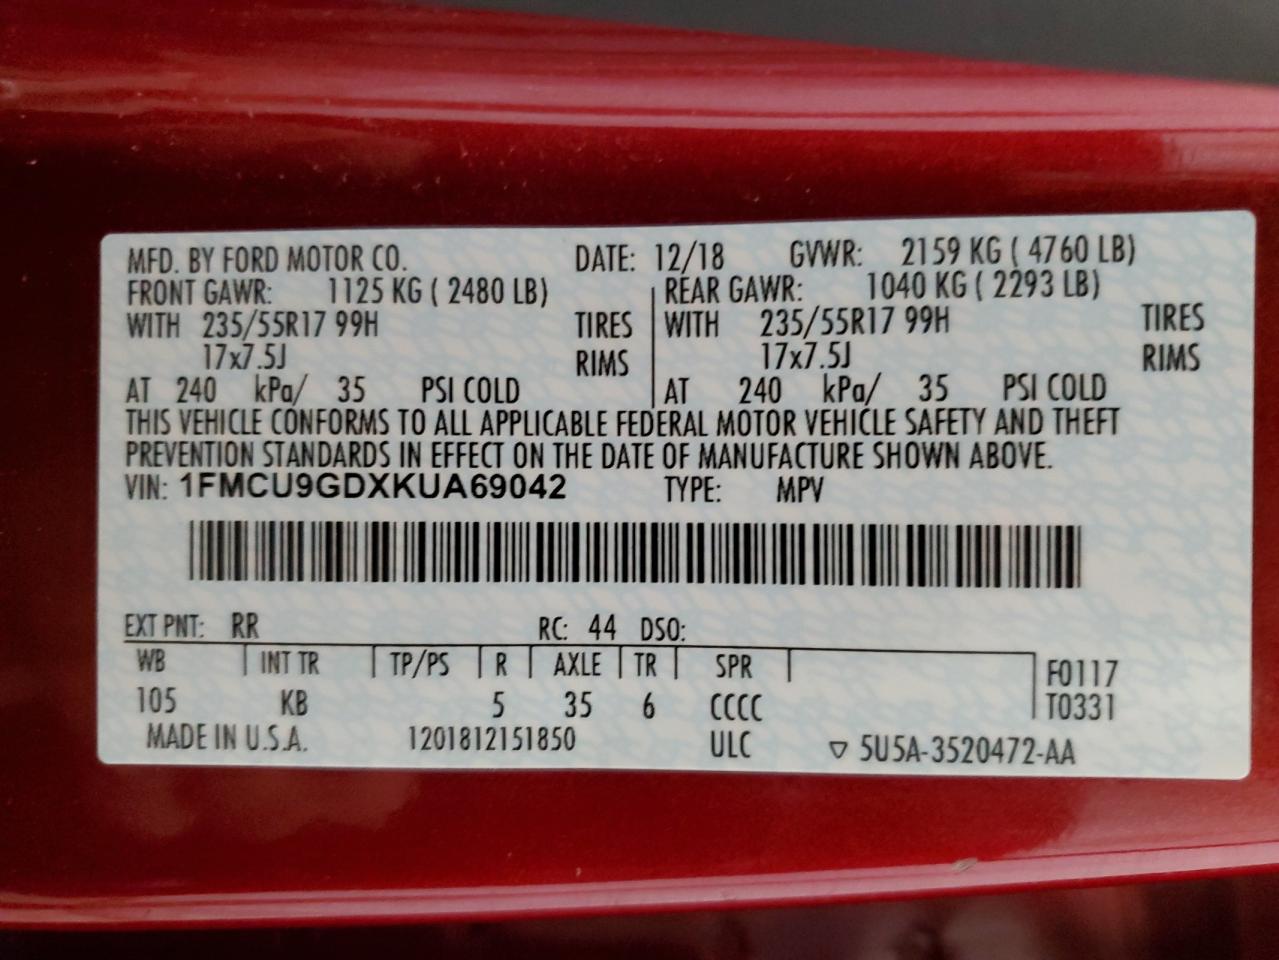 MFD. BY FORD MOTOR CO. DATE: 12/18 GVWR: 2159 KG ( 4760 LB)
FRONT GAWR: 1125 KG ( 2480 LB) REAR GAWR: 1040 KG ( 2293 LB)
WITH 235/55R17 99H TIRES WITH 235/55R17 99H TIRES
17x7.5J RIMS 17x7.5J RIMS
AT 240 kPa/ 35 PSI COLD AT 240 kPa/ 35 PSI COLD
THIS VEHICLE CONFORMS TO ALL APPLICABLE FEDERAL MOTOR VEHICLE SAFETY AND THEFT
PREVENTION STANDARDS IN EFFECT ON THE DATE OF MANUFACTURE SHOWN ABOVE.
VIN: 1FMCU9GDXKUA69042 TYPE: MPV
EXT PNT: RR RC: 44 DSO:
WB INT TR TP/PS R AXLE TR SPR F0117
105 KB 5 35 6 CCCC T0331
MADE IN U.S.A. 1201812151850 ULC ▽ 5U5A-3520472-AA